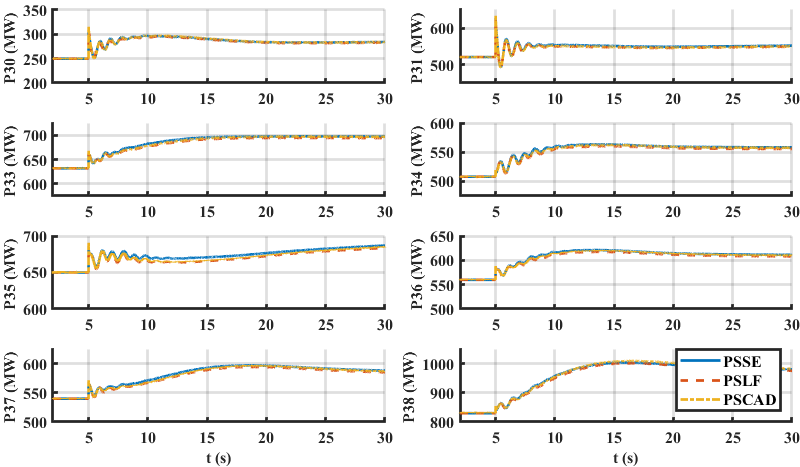 P30 (MW)
350
300
250
200
5 10 15 20 25 30
P31 (MW)
600
500
5 10 15 20 25 30
P33 (MW)
700
650
600
5 10 15 20 25 30
P34 (MW)
600
550
500
5 10 15 20 25 30
P35 (MW)
700
650
600
5 10 15 20 25 30
P36 (MW)
650
600
550
500
5 10 15 20 25 30
P37 (MW)
600
550
500
5 10 15 20 25 30
t (s)
P38 (MW)
1000
900
800
5 10 15 20 25 30
t (s)
PSSE
PSLF
PSCAD